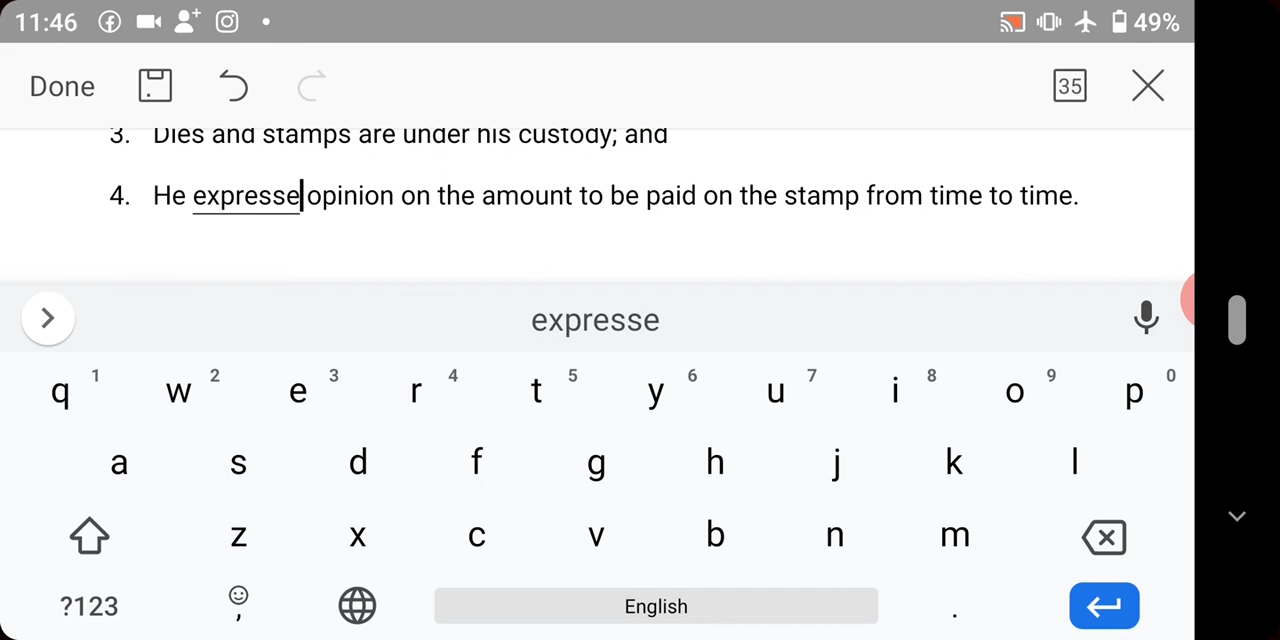 11:46 49%
Done 35
3. Dies and stamps are under his custody; and
4. He expresse opinion on the amount to be paid on the stamp from time to time.
expresse
q 1 w 2 e 3 r 4 t 5 y 6 u 7 i 8 o 9 p 0
a s d f g h j k l
z x c v b n m
?123 , English .